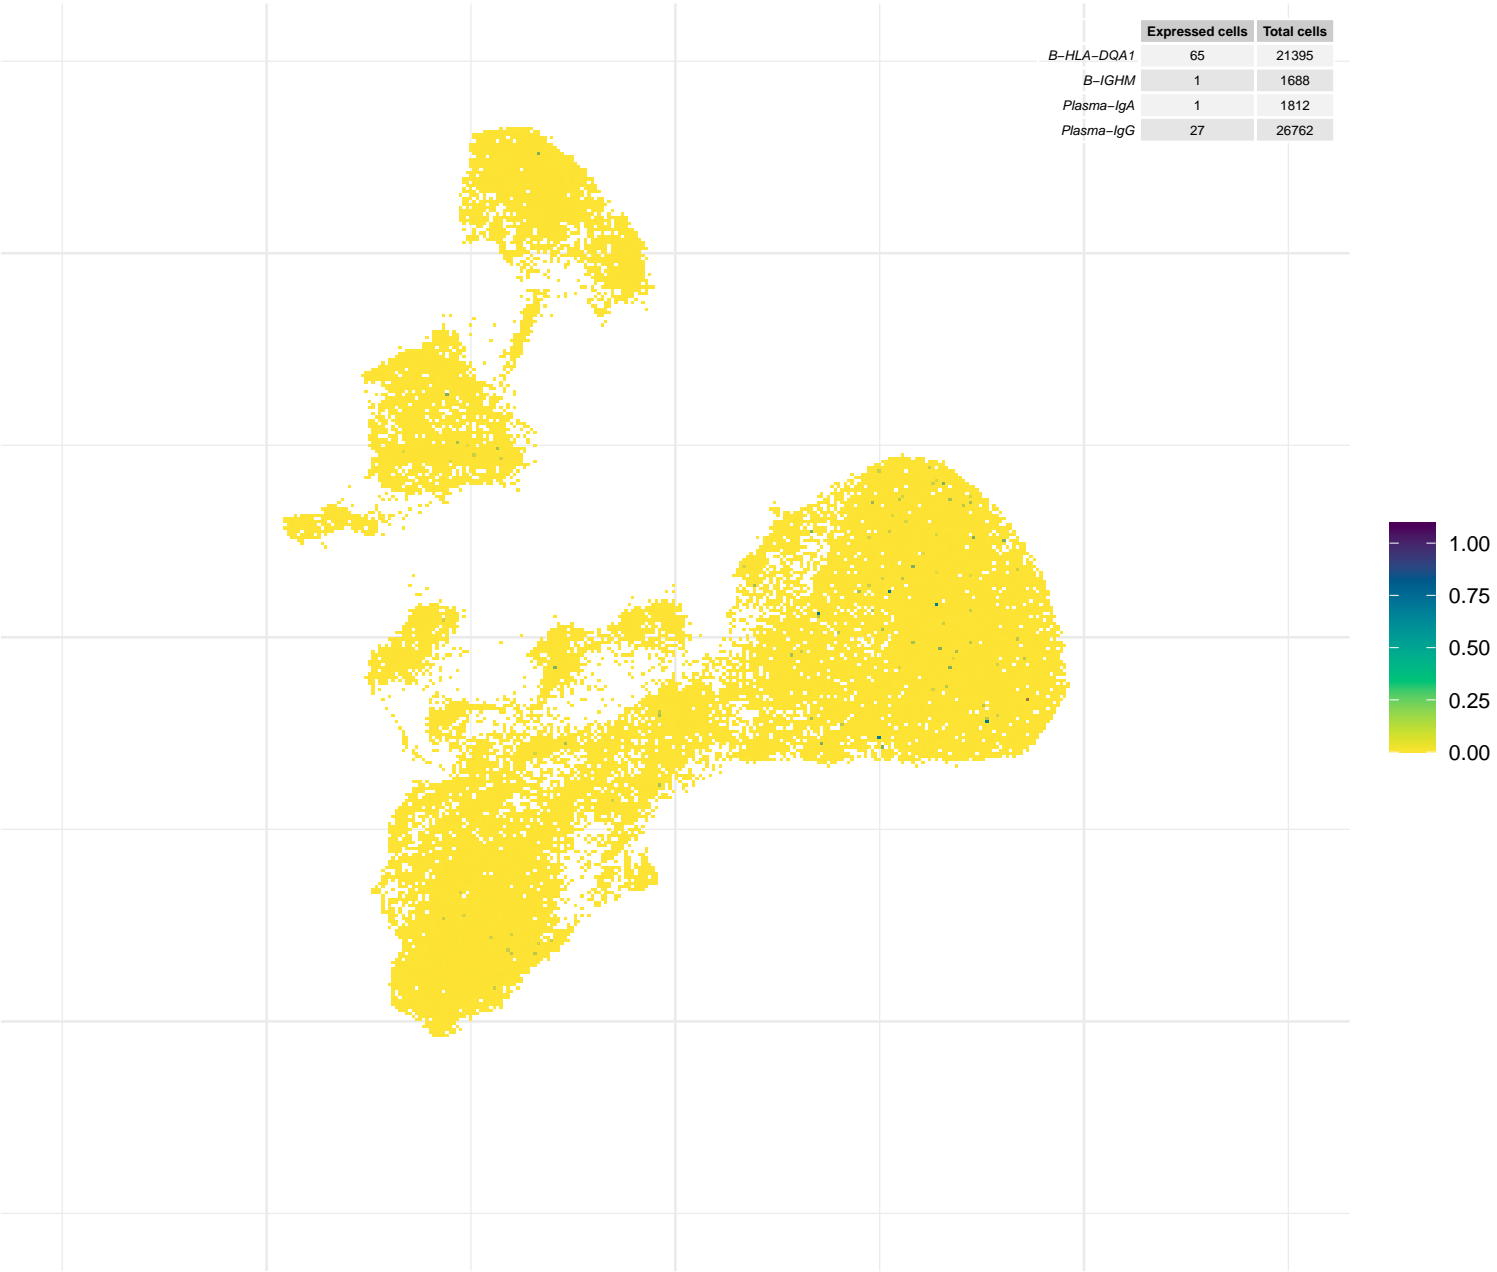 Expressed cells Total cells
B−HLA−DQA1 65 21395
B−IGHM 1 1688
Plasma−IgA 1 1812
Plasma−IgG 27 26762
1.00
0.75
0.50
0.25
0.00